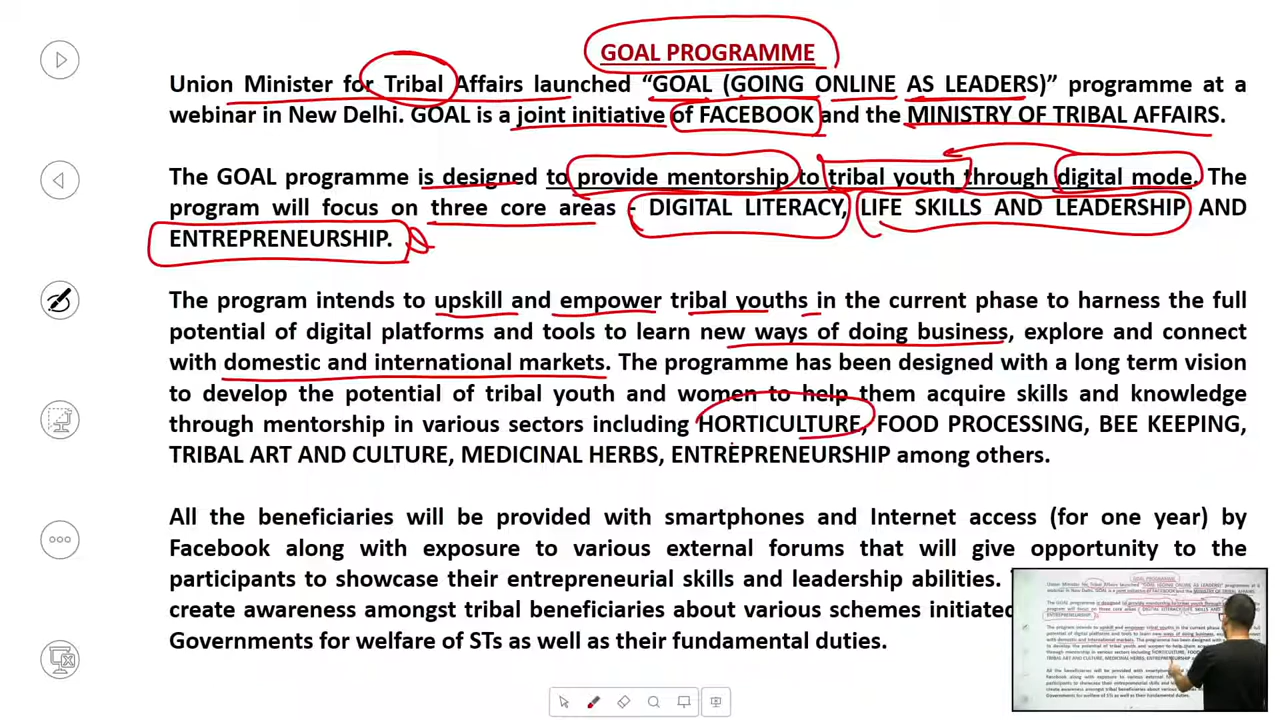 GOAL PROGRAMME
Union Minister for Tribal Affairs launched “GOAL (GOING ONLINE AS LEADERS)” programme at a
webinar in New Delhi. GOAL is a joint initiative of FACEBOOK and the MINISTRY OF TRIBAL AFFAIRS.
The GOAL programme is designed to provide mentorship to tribal youth through digital mode. The
program will focus on three core areas - DIGITAL LITERACY, LIFE SKILLS AND LEADERSHIP AND
ENTREPRENEURSHIP.
The program intends to upskill and empower tribal youths in the current phase to harness the full
potential of digital platforms and tools to learn new ways of doing business, explore and connect
with domestic and international markets. The programme has been designed with a long term vision
to develop the potential of tribal youth and women to help them acquire skills and knowledge
through mentorship in various sectors including HORTICULTURE, FOOD PROCESSING, BEE KEEPING,
TRIBAL ART AND CULTURE, MEDICINAL HERBS, ENTREPRENEURSHIP among others.
All the beneficiaries will be provided with smartphones and Internet access (for one year) by
Facebook along with exposure to various external forums that will give opportunity to the
participants to showcase their entrepreneurial skills and leadership abilities.
create awareness amongst tribal beneficiaries about various schemes initiated
Governments for welfare of STs as well as their fundamental duties.